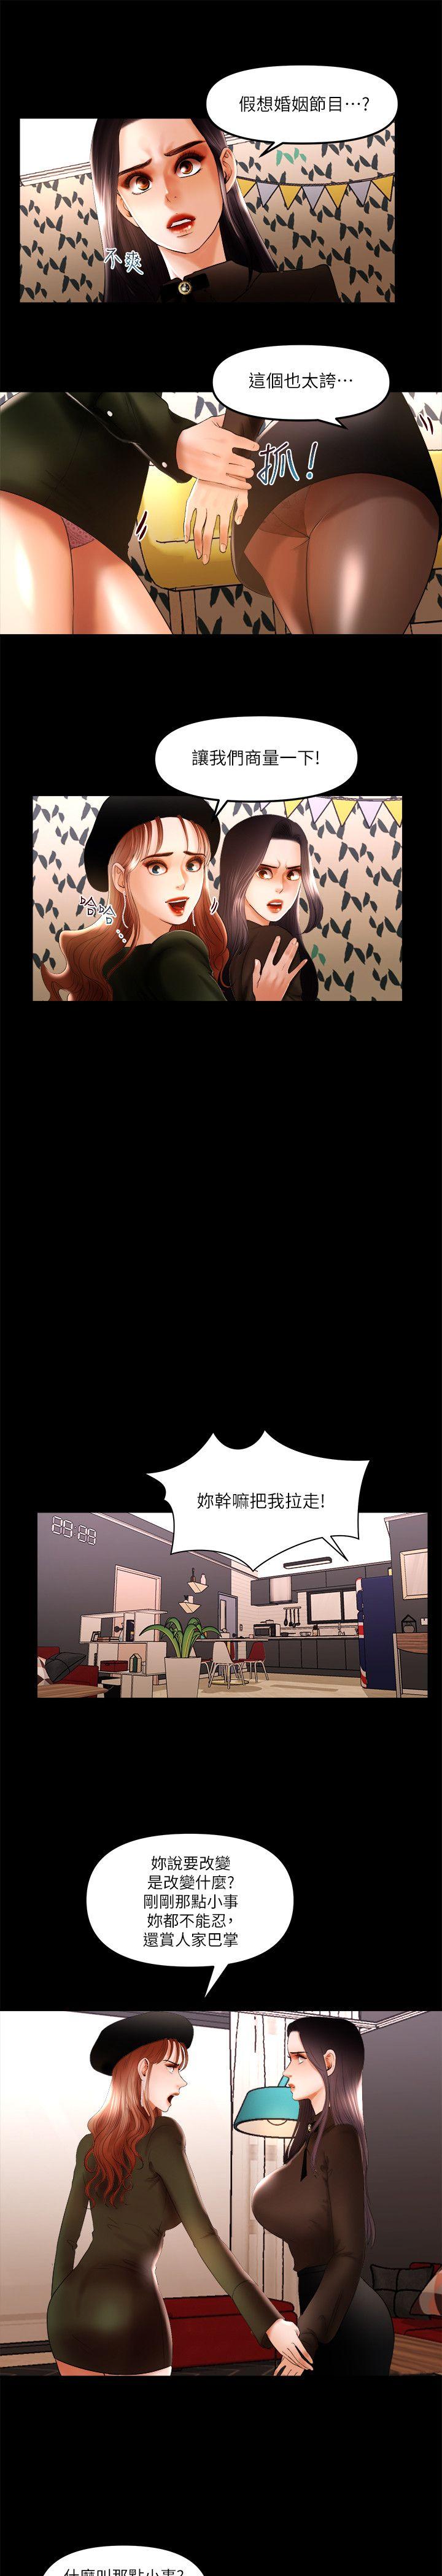 假想婚姻節目…?
不爽
這個也太誇…
抓!
讓我們商量一下!
哈哈…
妳幹嘛把我拉走!
88:88
妳說要改變
是改變什麼?
剛剛那點小事
妳都不能忍,
還賞人家巴掌
什麼叫那點小事?